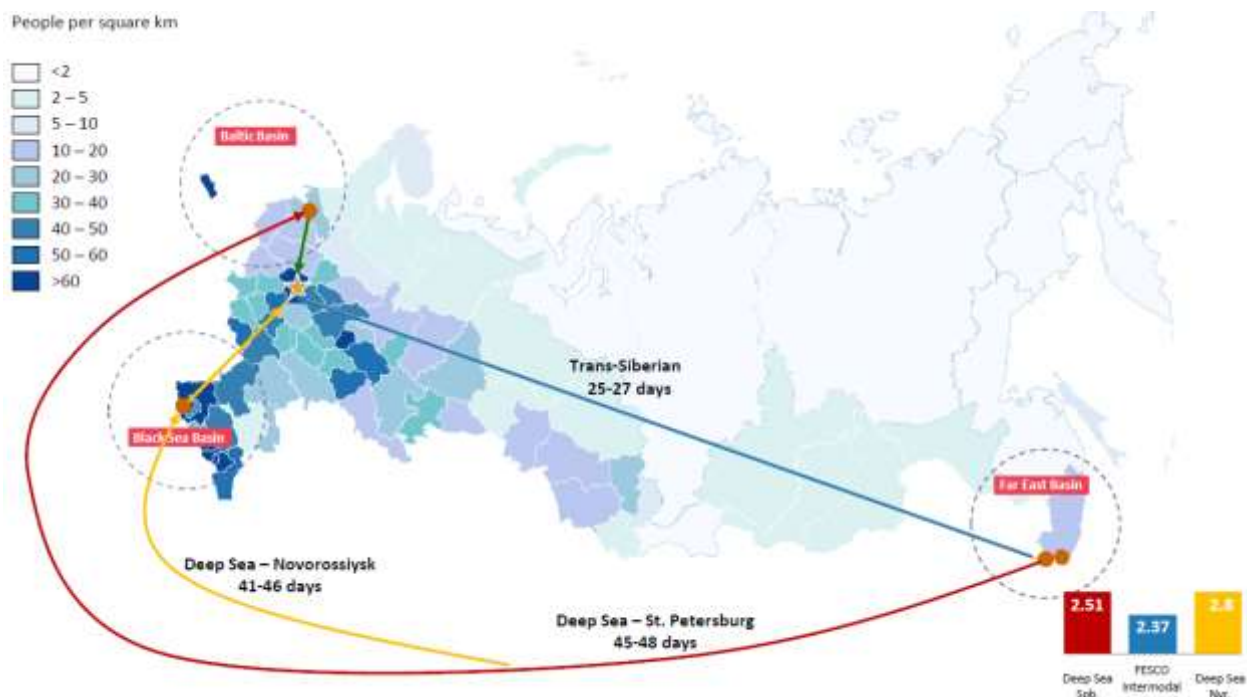 People per square km
<2
2 – 5
5 – 10
10 – 20
20 – 30
30 – 40
40 – 50
50 – 60
>60
Baltic Basin
Black Sea Basin
Trans-Siberian
25-27 days
Far East Basin
Deep Sea – Novorossiysk
41-46 days
Deep Sea – St. Petersburg
45-48 days
2.51
2.37
2.8
Deep Sea
Spb
FESCO
Intermodal
Deep Sea
Nvr